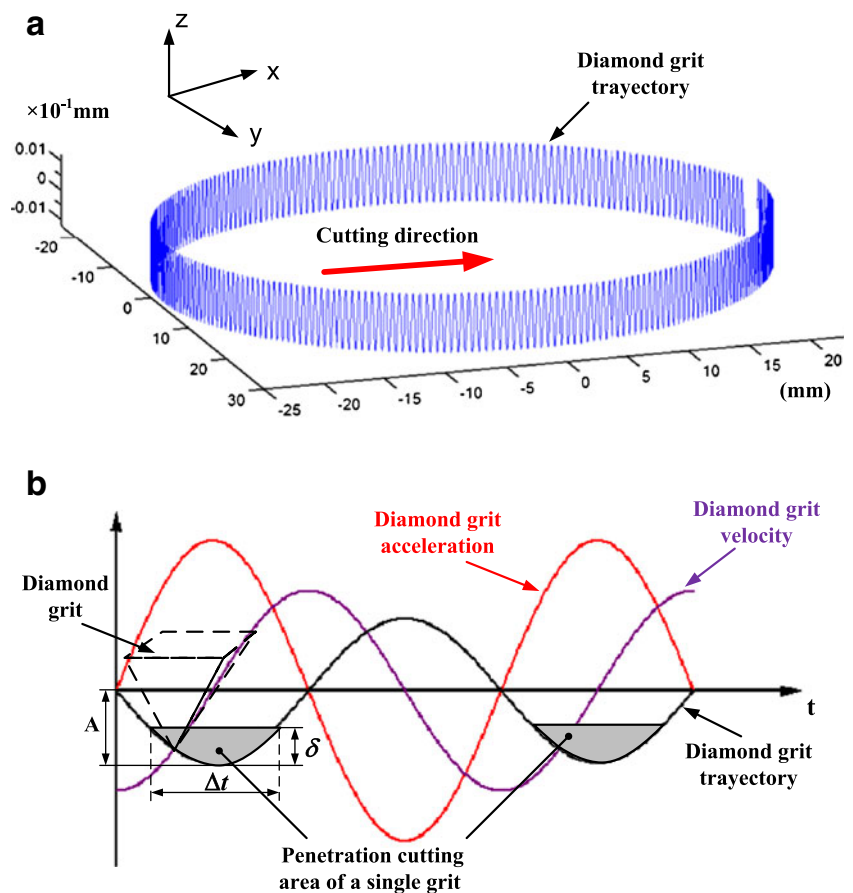 a
z
x
y
×10⁻¹mm
Diamond grit
trayectory
0.01
0
-0.01
Cutting direction
-20
-10
0
10
20
30
-25
-20
-15
-10
-5
0
5
10
15
20
(mm)
b
Diamond grit
acceleration
Diamond grit
velocity
Diamond
grit
A
δ
Δt
t
Diamond grit
trayectory
Penetration cutting
area of a single grit